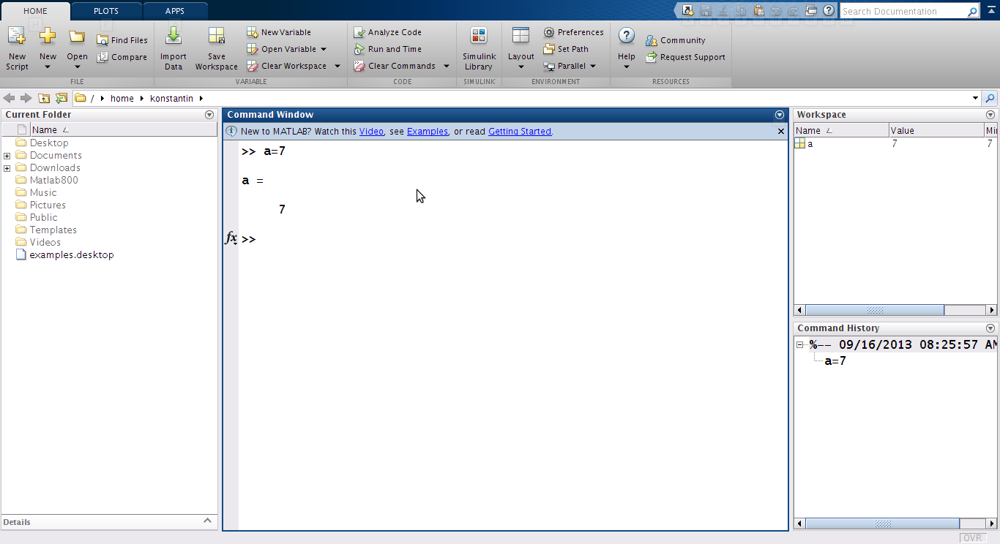 HOME PLOTS APPS Search Documentation
New Script New Open Find Files Compare Import Data Save Workspace New Variable Open Variable Clear Workspace Analyze Code Run and Time Clear Commands Simulink Library Layout Preferences Set Path Parallel Help Community Request Support
FILE VARIABLE CODE SIMULINK ENVIRONMENT RESOURCES
/ home konstantin
Current Folder
Name
Desktop
Documents
Downloads
Matlab800
Music
Pictures
Public
Templates
Videos
examples.desktop
Details
Command Window
New to MATLAB? Watch this Video, see Examples, or read Getting Started.
>> a=7
a =
7
fx >>
Workspace
Name Value Mi
a 7 7
Command History
%-- 09/16/2013 08:25:57 AM
a=7
OVR